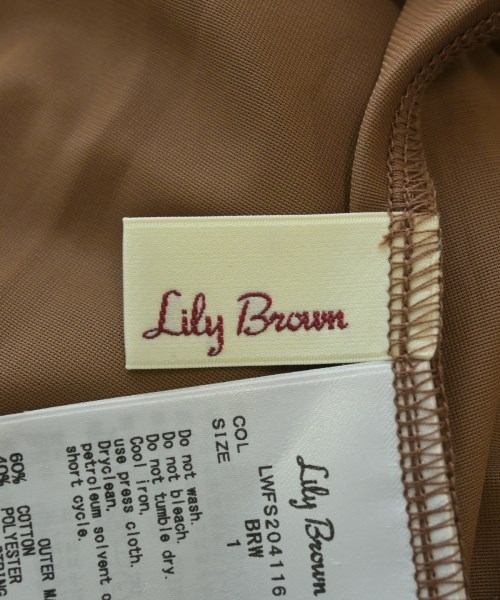 Lily Brown
Lily Brown
LWFS204116
COL BRW
SIZE 1
Do not wash.
Do not bleach.
Do not tumble dry.
Cool iron.
use press cloth.
Dryclean,
petroleum solvent
short cycle.
OUTER
60% COTTON
40% POLYESTER